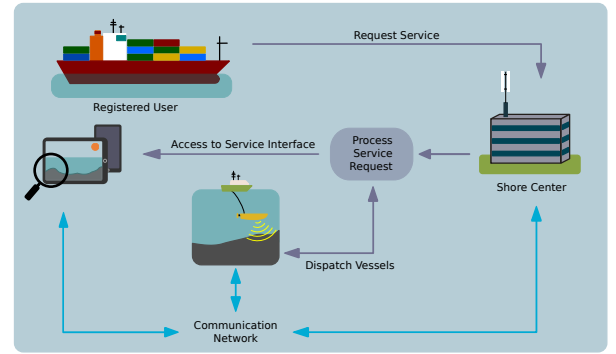 Request Service
Registered User
Access to Service Interface
Process
Service
Request
Shore Center
Dispatch Vessels
Communication
Network